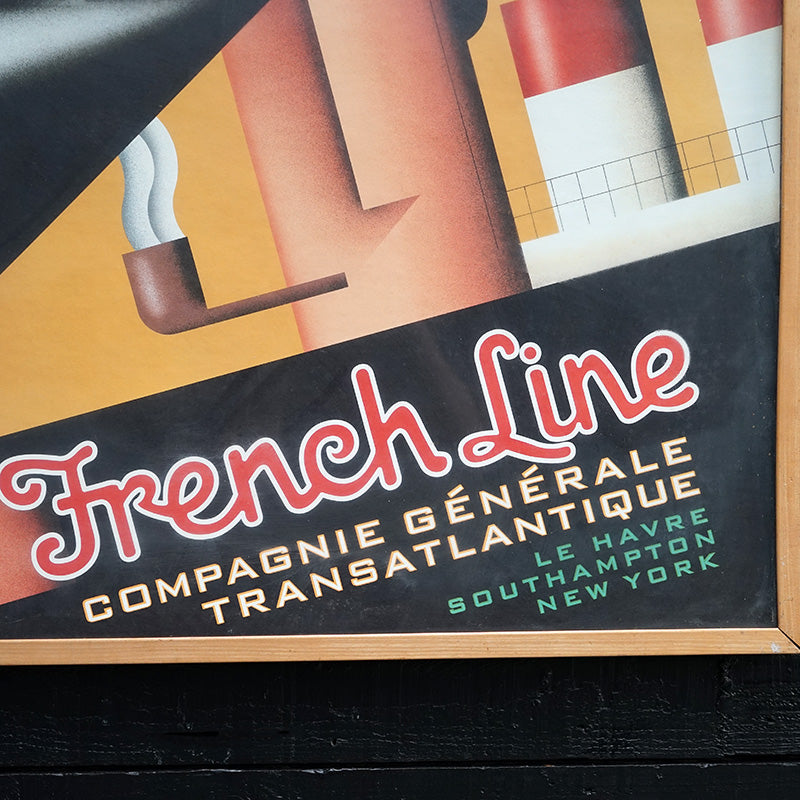 French Line
COMPAGNIE GÉNÉRALE
TRANSATLANTIQUE
LE HAVRE
SOUTHAMPTON
NEW YORK